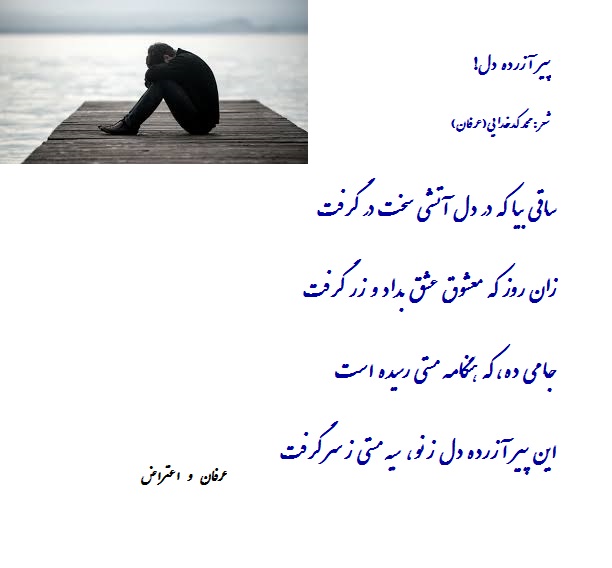 پیر آزرده دل!
شعر: محمد کدخدایی (عرفان)
ساقی بیا که در دل آتشی سخت در گرفت
زان روز که معشوق عشق بداد و زر گرفت
جامی ده، که هنگامه مستی رسیده است
این پیر آزرده دل ز نو، سیه مستی ز سر گرفت
عرفان و اعتراض